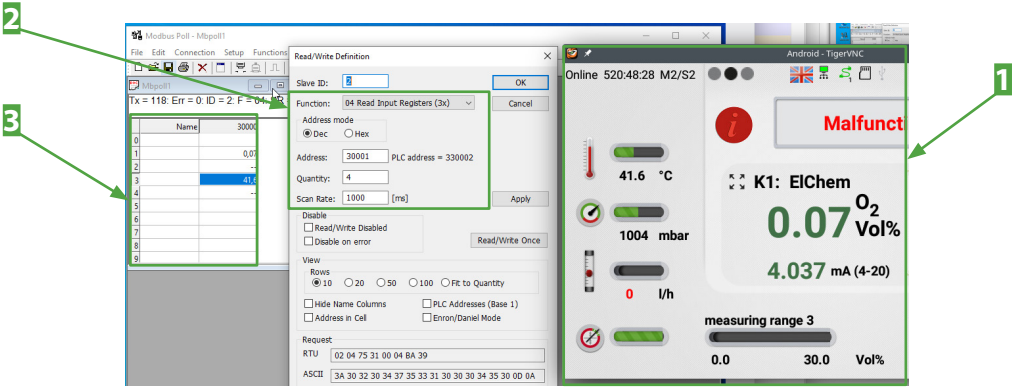 2
1
3
Modbus Poll - Mbpoll1
File Edit Connection Setup Functions
Mbpoll1
Tx = 118: Err = 0: ID = 2: F = 04:
Name 30000
0
1 0,07
2 --
3 41,6
4 --
5
6
7
8
9
Read/Write Definition
Slave ID: 2
OK
Function: 04 Read Input Registers (3x)
Cancel
Address mode
Dec Hex
Address: 30001 PLC address = 330002
Quantity: 4
Scan Rate: 1000 [ms]
Apply
Disable
Read/Write Disabled
Disable on error
Read/Write Once
View
Rows
10 20 50 100 Fit to Quantity
Hide Name Columns PLC Addresses (Base 1)
Address in Cell Enron/Daniel Mode
Request
RTU 02 04 75 31 00 04 BA 39
ASCII 3A 30 32 30 34 37 35 33 31 30 30 30 34 35 30 0D 0A
Android - TigerVNC
Online 520:48:28 M2/S2
i Malfuncti
41.6 °C
K1: ElChem
0.07 O2 Vol%
1004 mbar
4.037 mA (4-20)
0 l/h
measuring range 3
0.0 30.0 Vol%